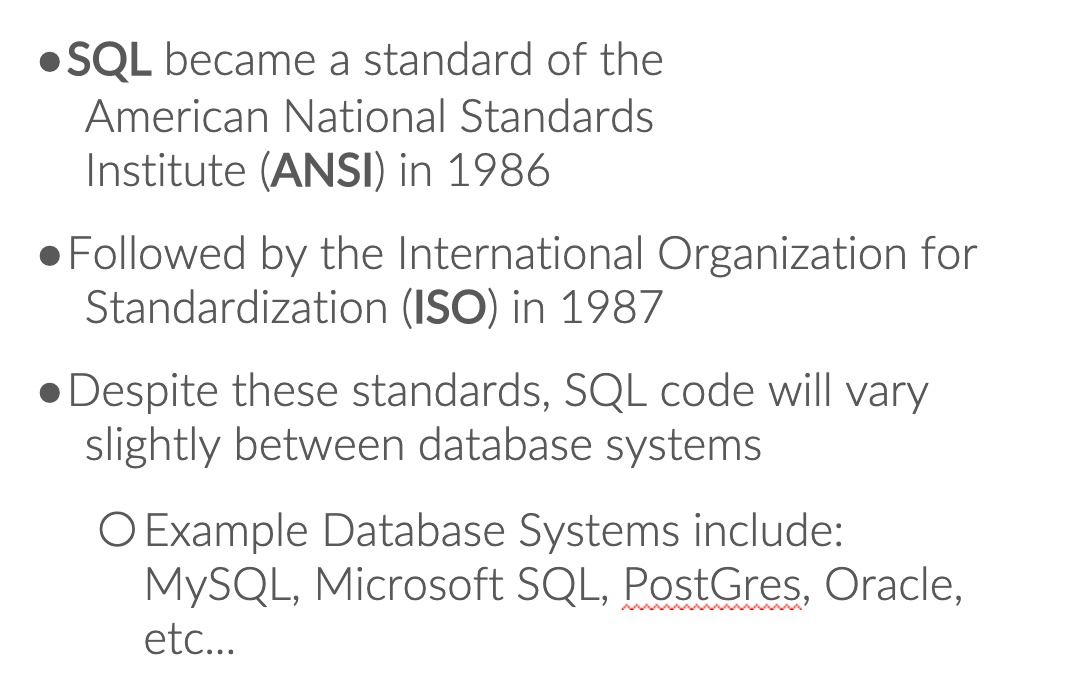 ●SQL became a standard of the
American National Standards
Institute (ANSI) in 1986
●Followed by the International Organization for
Standardization (ISO) in 1987
●Despite these standards, SQL code will vary
slightly between database systems
○Example Database Systems include:
MySQL, Microsoft SQL, PostGres, Oracle,
etc...